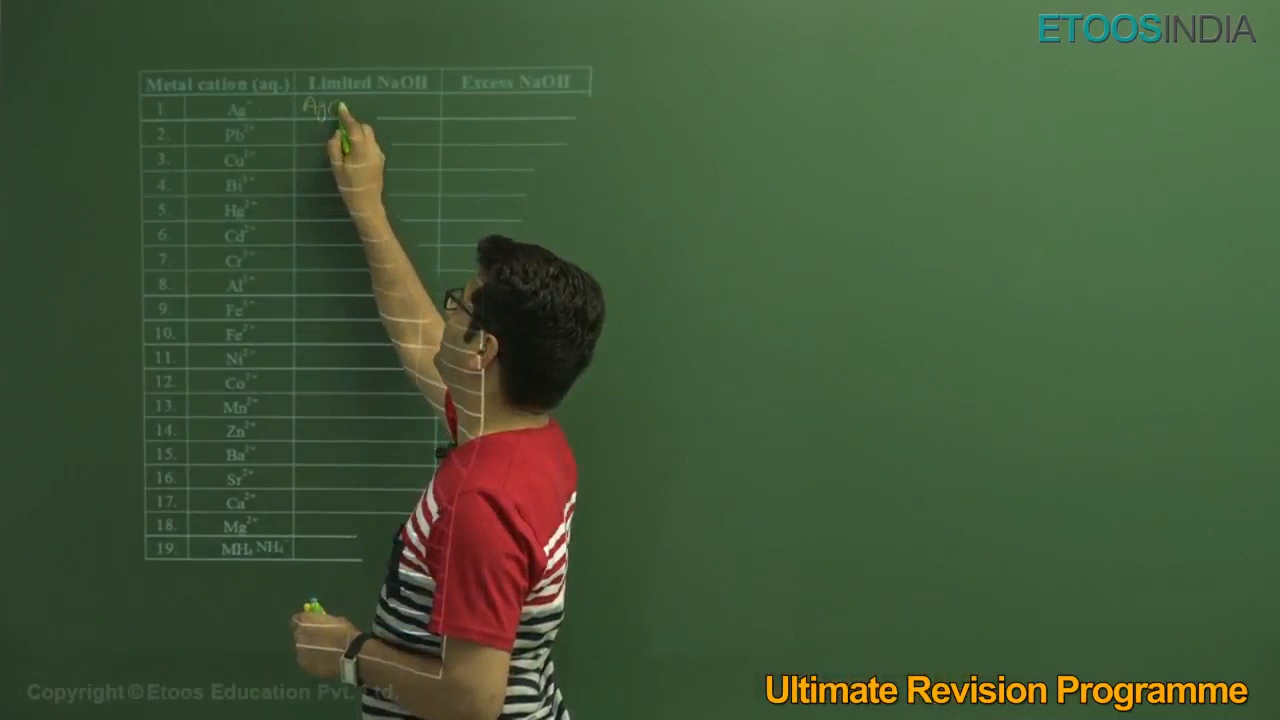 ETOOSINDIA
Metal cation (aq.) Limited NaOH Excess NaOH
1. Ag⁺
2. Pb²⁺
3. Cu²⁺
4. Bi³⁺
5. Hg²⁺
6. Cd²⁺
7. Cr³⁺
8. Al³⁺
9. Fe³⁺
10. Fe²⁺
11. Ni²⁺
12. Co²⁺
13. Mn²⁺
14. Zn²⁺
15. Ba²⁺
16. Sr²⁺
17. Ca²⁺
18. Mg²⁺
19. NH₄
Copyright © Etoos Education Pvt. Ltd.
Ultimate Revision Programme